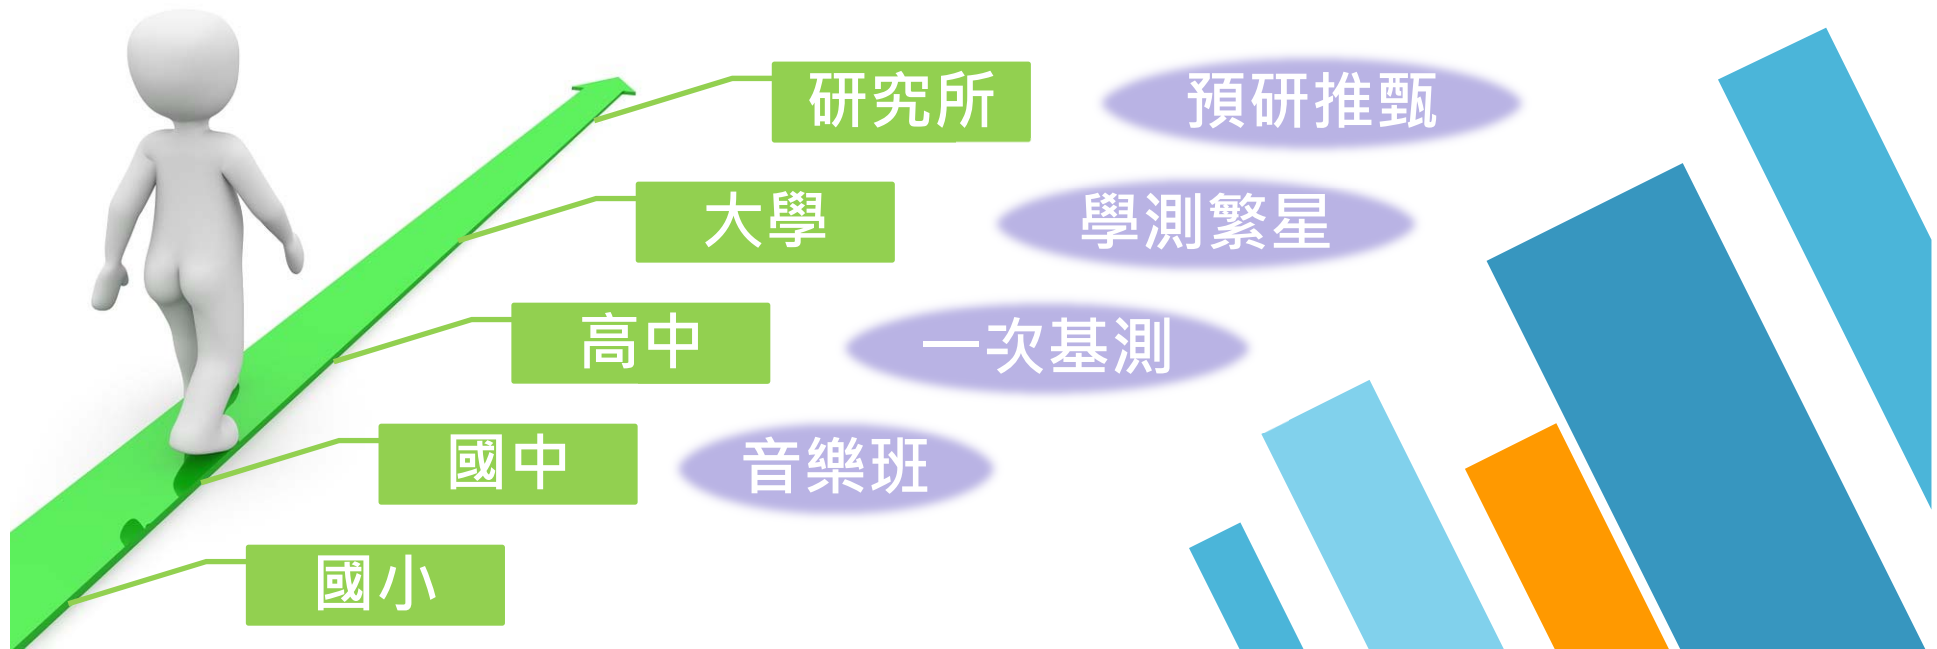 研究所 預研推甄
大學 學測繁星
高中 一次基測
國中 音樂班
國小